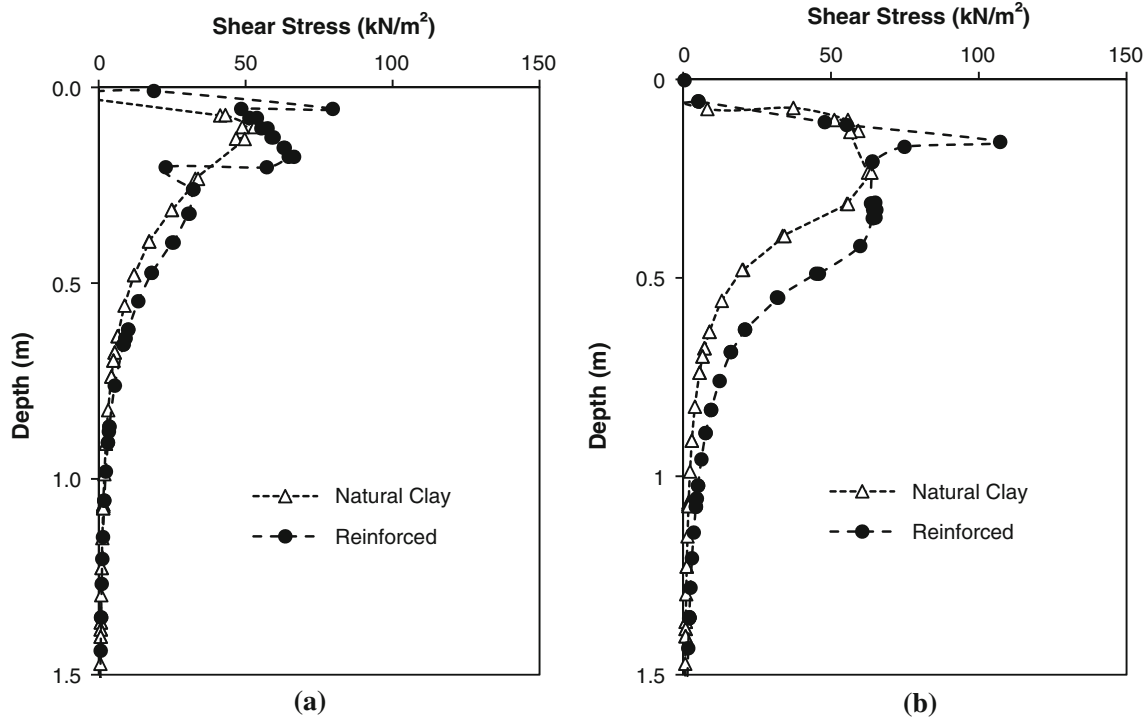 Shear Stress (kN/m²)
0 50 100 150
0.0
0.5
1.0
1.5
Depth (m)
Natural Clay
Reinforced
(a)
Shear Stress (kN/m²)
0 50 100 150
0
0.5
1
1.5
Depth (m)
Natural Clay
Reinforced
(b)